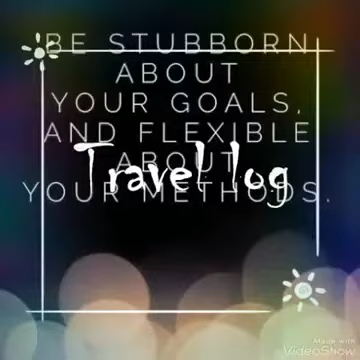 BE STUBBORN
ABOUT
YOUR GOALS,
AND FLEXIBLE
ABOUT
Travel log
YOUR METHODS.
Made with
VideoShow